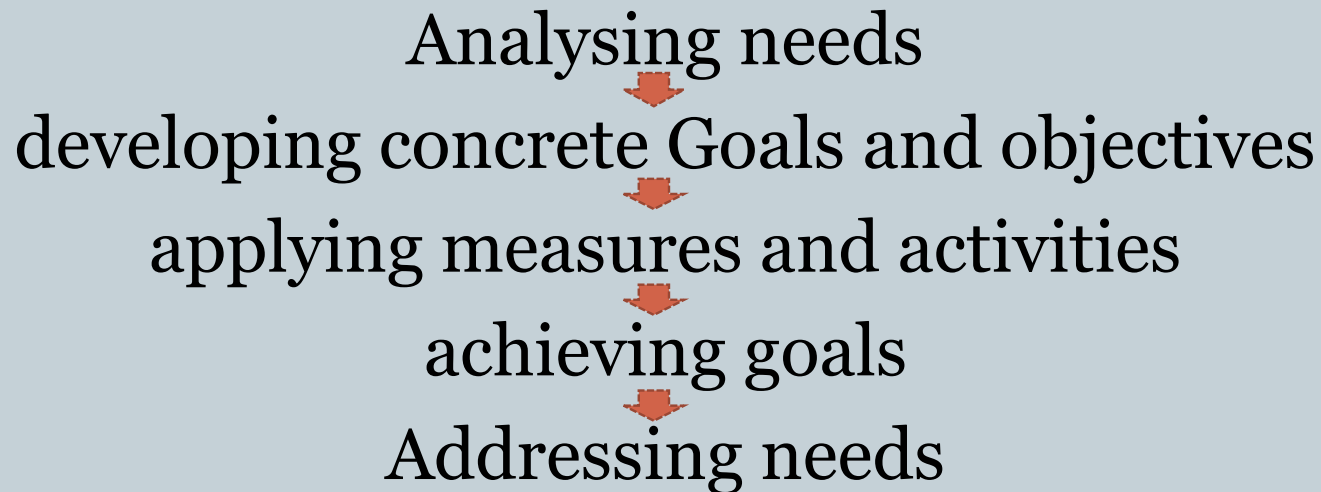 Analysing needs
developing concrete Goals and objectives
applying measures and activities
achieving goals
Addressing needs